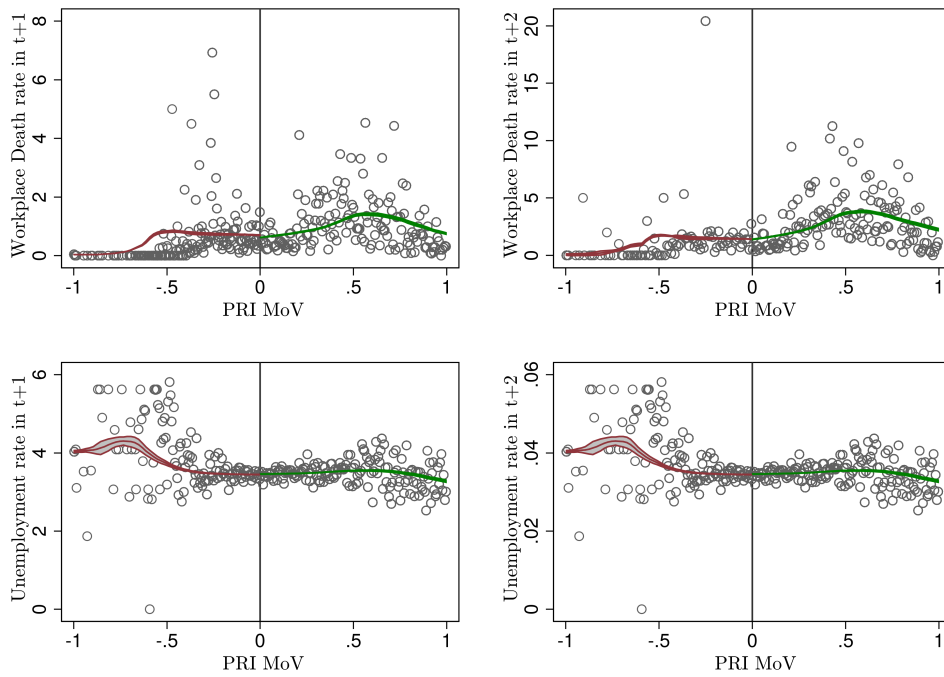 Workplace Death rate in t+1
8
6
4
2
0
-1 -.5 0 .5 1
PRI MoV
Workplace Death rate in t+2
20
15
10
5
0
-1 -.5 0 .5 1
PRI MoV
Unemployment rate in t+1
6
4
2
0
-1 -.5 0 .5 1
PRI MoV
Unemployment rate in t+2
.06
.04
.02
0
-1 -.5 0 .5 1
PRI MoV